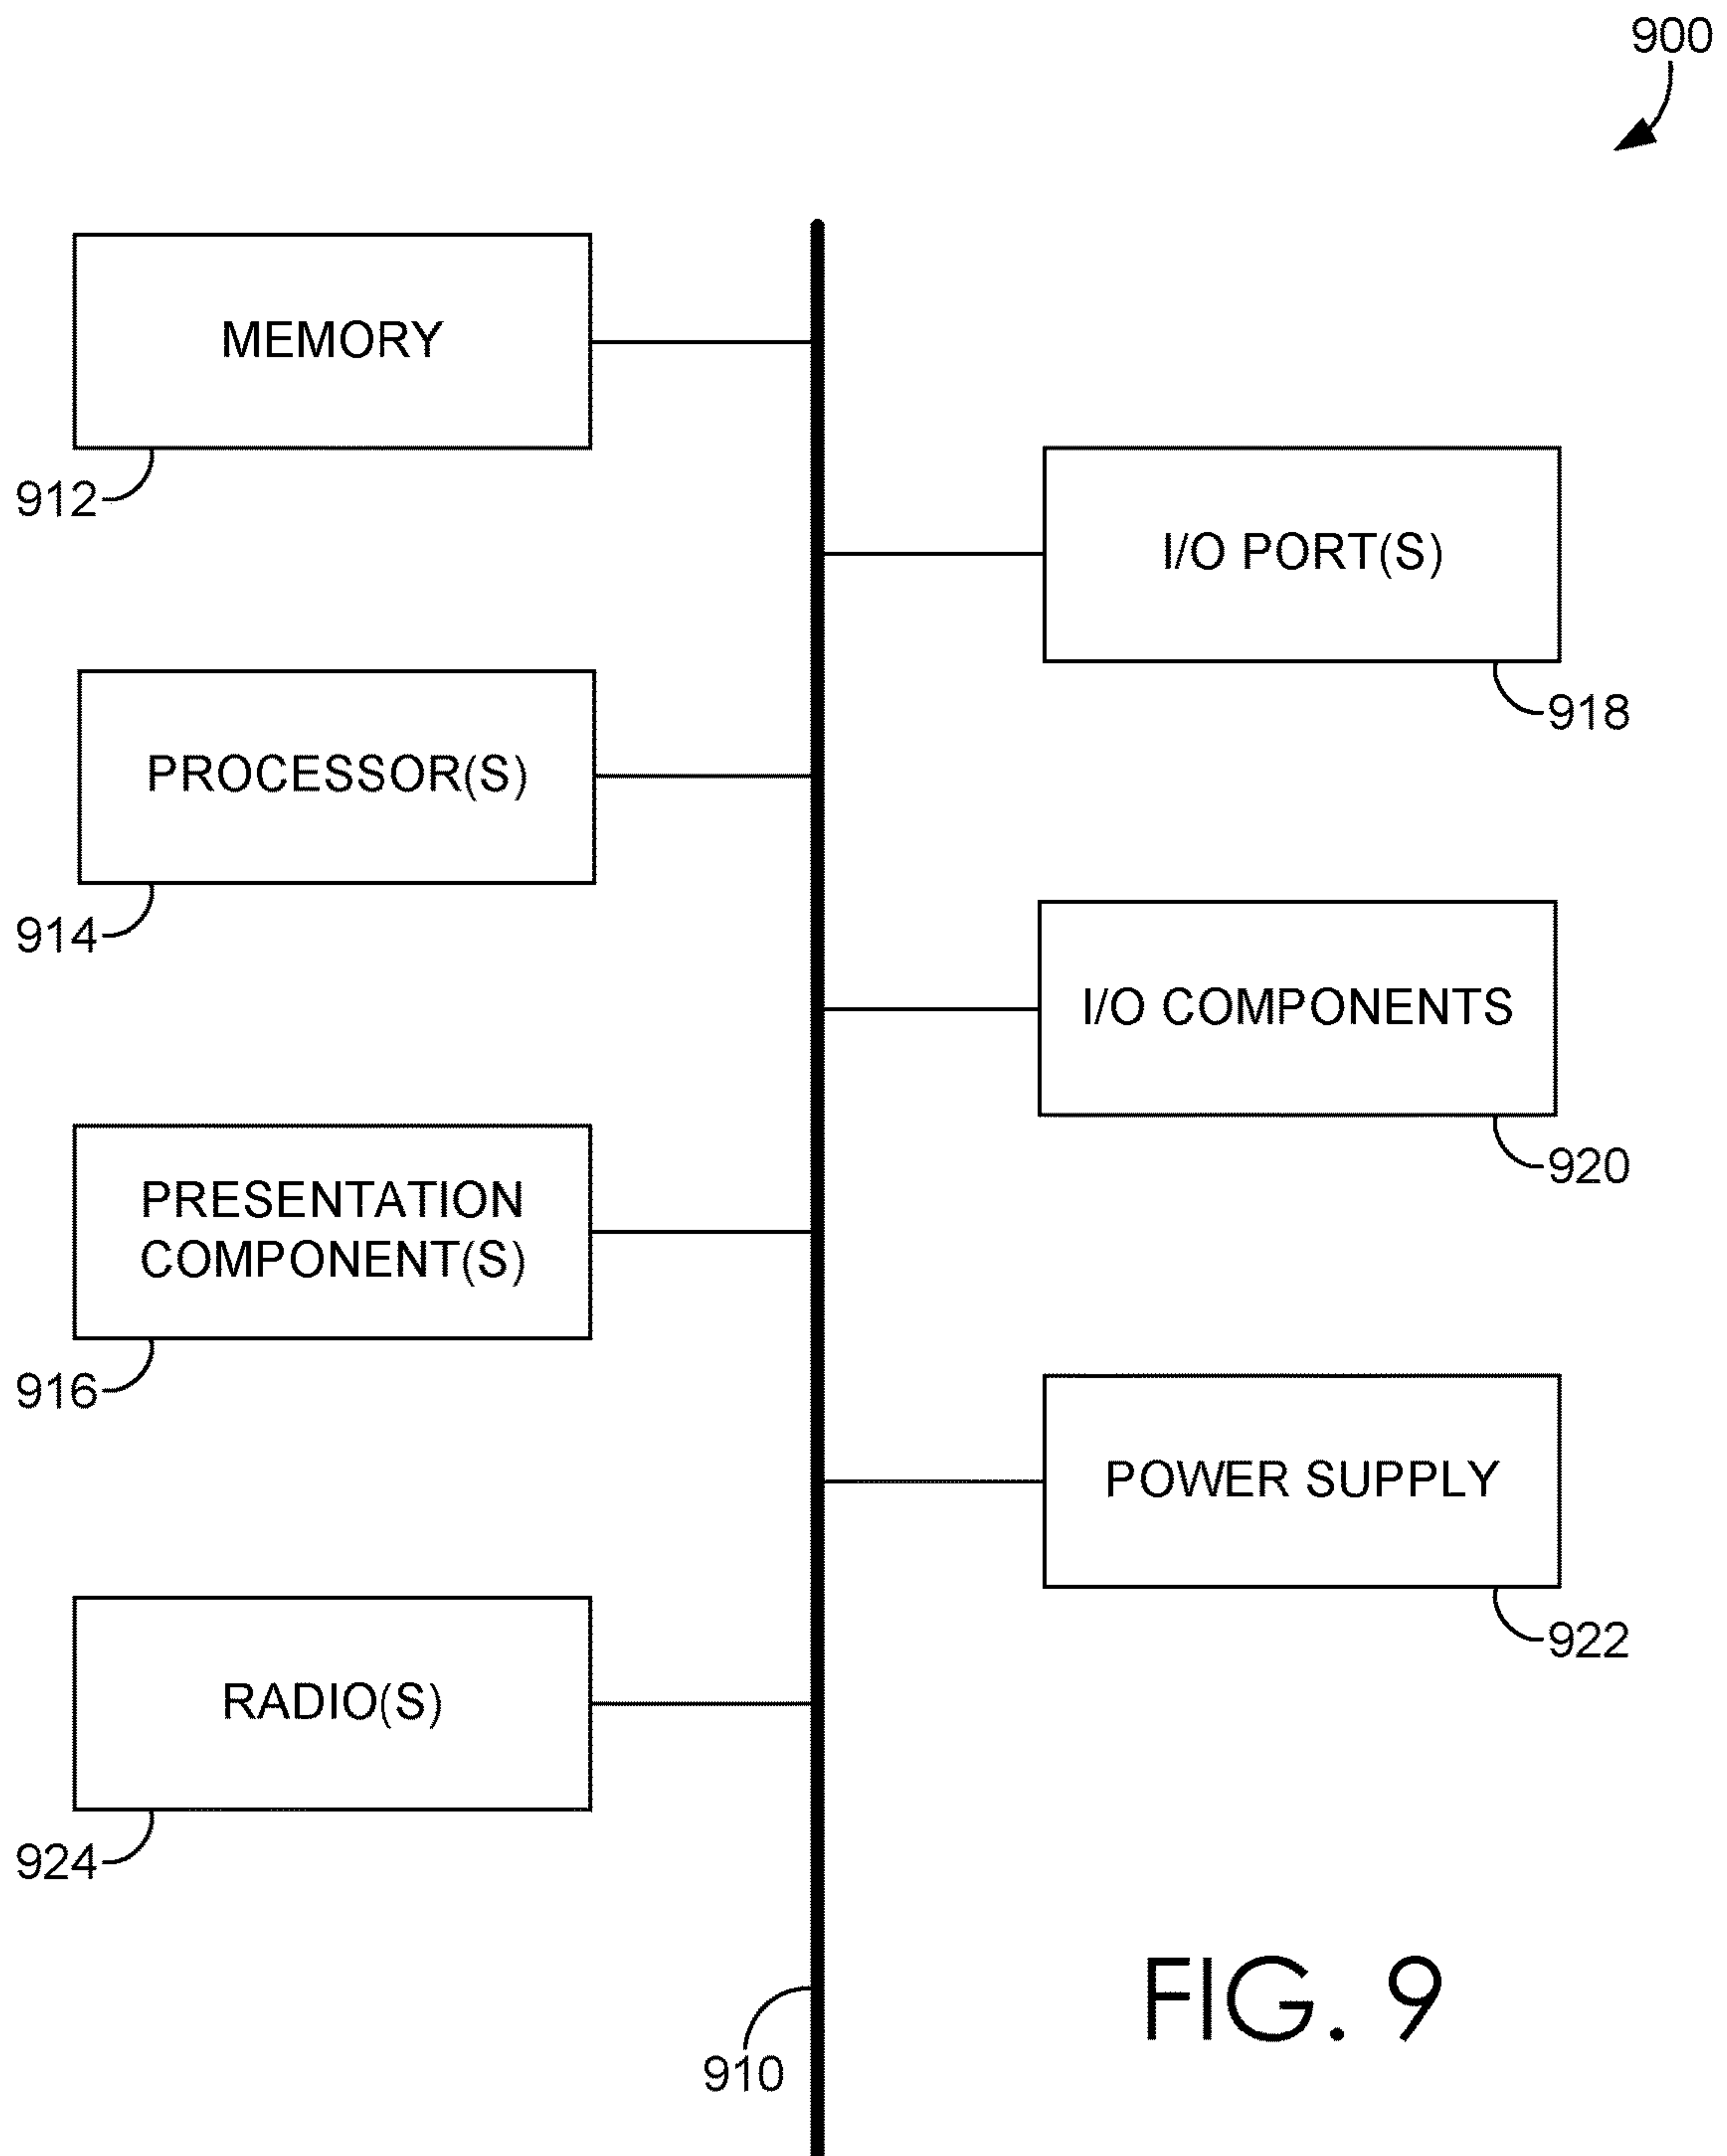 900
MEMORY
912
I/O PORT(S)
918
PROCESSOR(S)
914
I/O COMPONENTS
920
PRESENTATION
COMPONENT(S)
916
POWER SUPPLY
922
RADIO(S)
924
FIG. 9
910